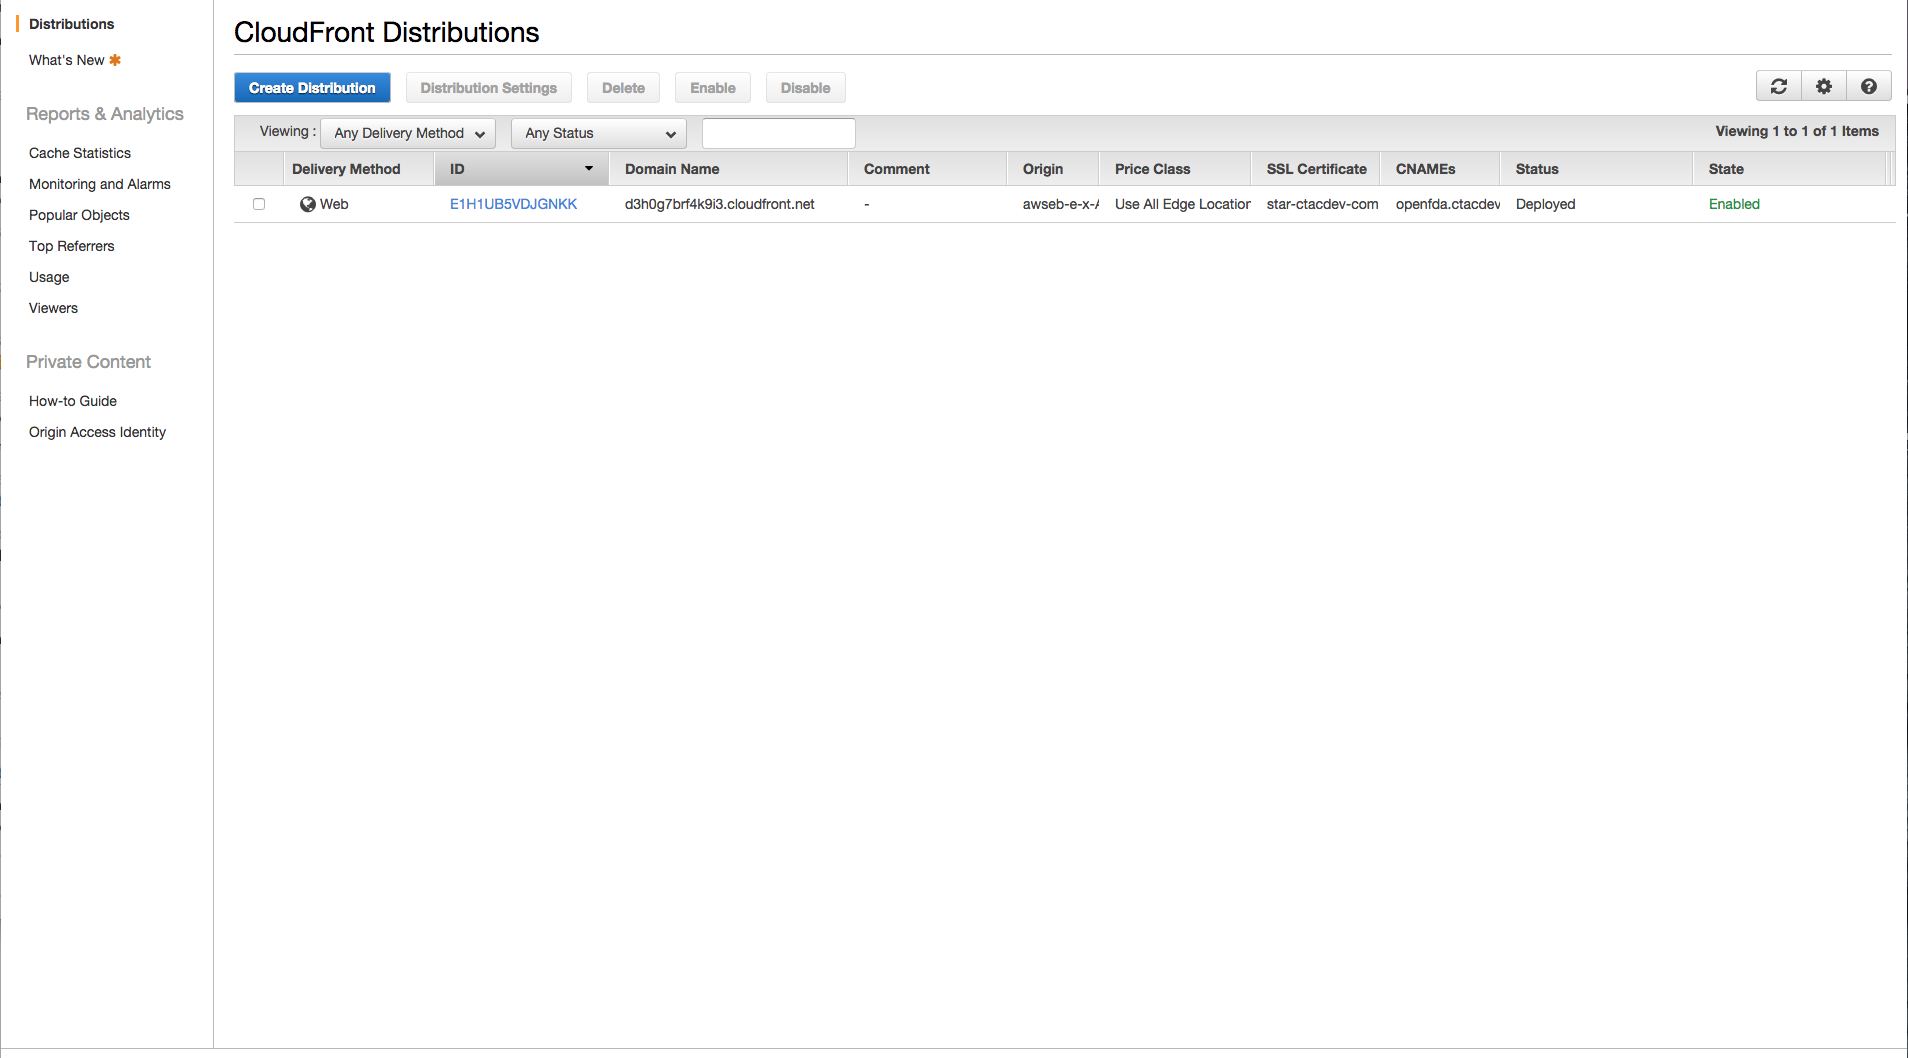 Distributions
What's New
Reports & Analytics
Cache Statistics
Monitoring and Alarms
Popular Objects
Top Referrers
Usage
Viewers
Private Content
How-to Guide
Origin Access Identity
CloudFront Distributions
Create Distribution Distribution Settings Delete Enable Disable
Viewing : Any Delivery Method Any Status Viewing 1 to 1 of 1 Items
Delivery Method ID Domain Name Comment Origin Price Class SSL Certificate CNAMEs Status State
Web E1H1UB5VDJGNKK d3h0g7brf4k9i3.cloudfront.net - awseb-e-x-A Use All Edge Location star-ctacdev-com openfda.ctacdev Deployed Enabled